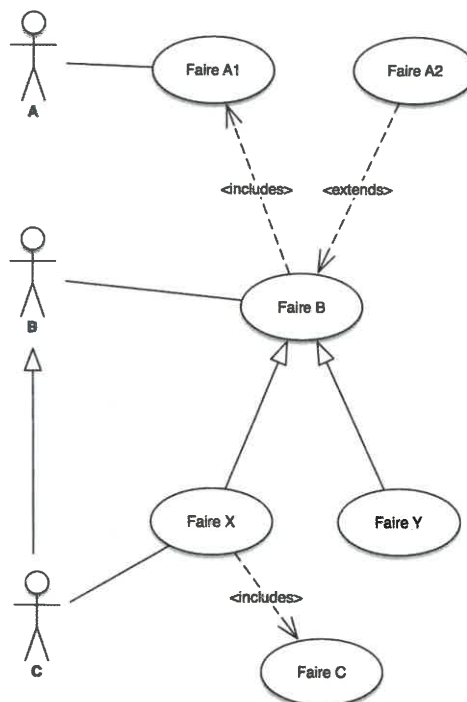 Faire A1
Faire A2
A
<includes>
<extends>
Faire B
B
Faire X
Faire Y
<includes>
C
Faire C